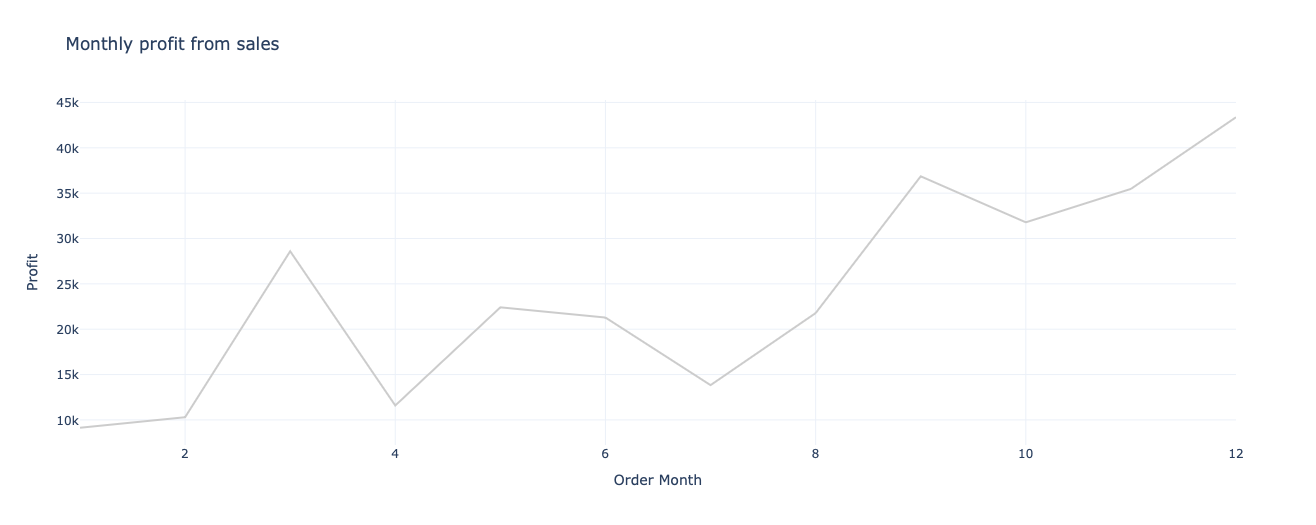 Monthly profit from sales
45k
40k
35k
30k
25k
20k
15k
10k
Profit
2 4 6 8 10 12
Order Month